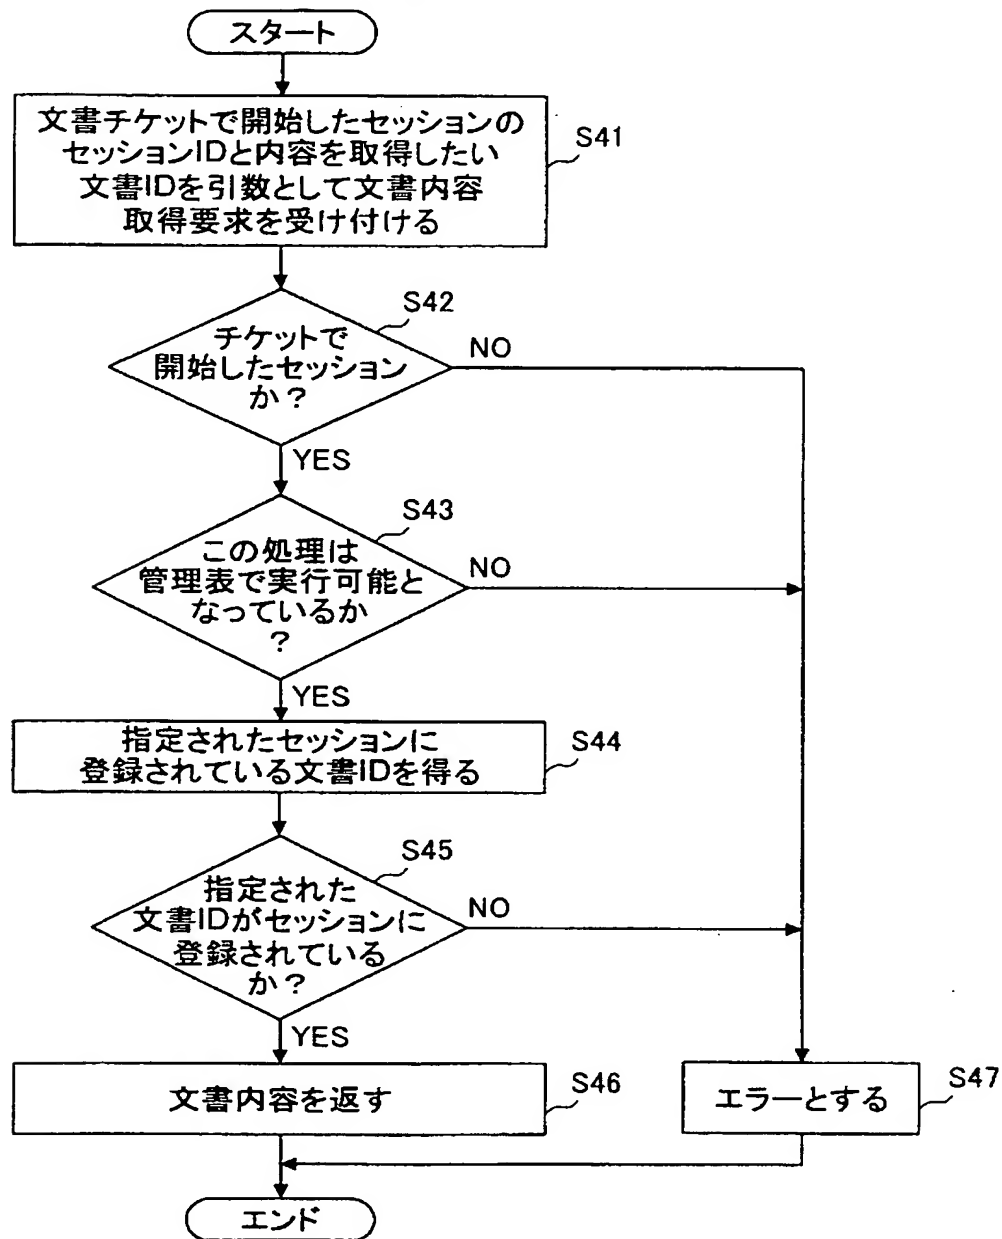 スタート
文書チケットで開始したセッションの
セッションIDと内容を取得したい
文書IDを引数として文書内容
取得要求を受け付ける
S41
S42
チケットで
開始したセッション
か？
NO
YES
S43
この処理は
管理表で実行可能と
なっているか
？
NO
YES
指定されたセッションに
登録されている文書IDを得る
S44
S45
指定された
文書IDがセッションに
登録されている
か？
NO
YES
文書内容を返す
S46
エラーとする
S47
エンド